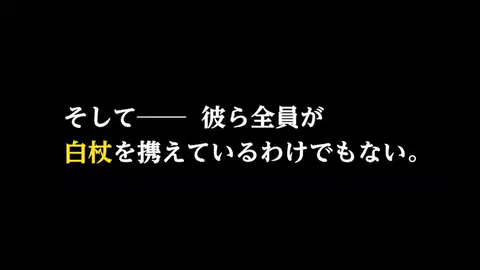 そして── 彼ら全員が
白杖を携えているわけでもない。